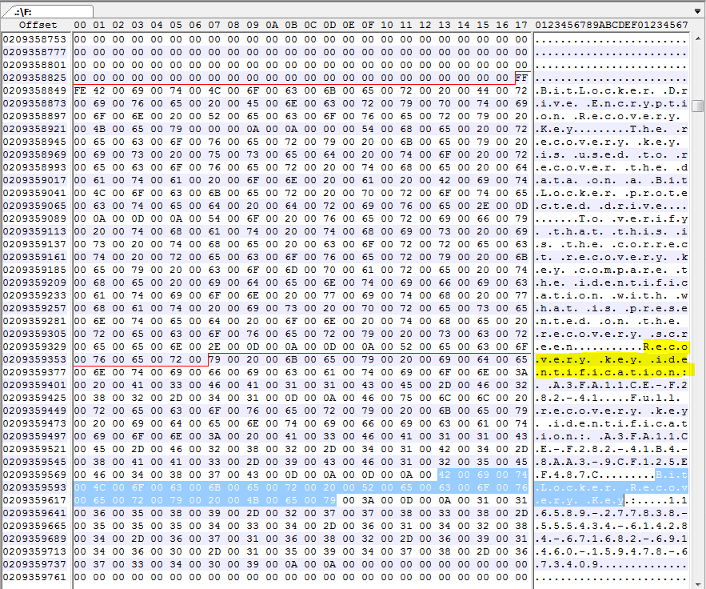 .:\F:
Offset 00 01 02 03 04 05 06 07 08 09 0A 0B 0C 0D 0E 0F 10 11 12 13 14 15 16 17 0123456789ABCDEF01234567
0209358753 00 00 00 00 00 00 00 00 00 00 00 00 00 00 00 00 00 00 00 00 00 00 00 00 ........................
0209358777 00 00 00 00 00 00 00 00 00 00 00 00 00 00 00 00 00 00 00 00 00 00 00 00 ........................
0209358801 00 00 00 00 00 00 00 00 00 00 00 00 00 00 00 00 00 00 00 00 00 00 00 00 ........................
0209358825 00 00 00 00 00 00 00 00 00 00 00 00 00 00 00 00 00 00 00 00 00 00 00 FF ........................
0209358849 FE 42 00 69 00 74 00 4C 00 6F 00 63 00 6B 00 65 00 72 00 20 00 44 00 72 .B.i.t.L.o.c.k.e.r. .D.r
0209358873 00 69 00 76 00 65 00 20 00 45 00 6E 00 63 00 72 00 79 00 70 00 74 00 69 .i.v.e. .E.n.c.r.y.p.t.i
0209358897 00 6F 00 6E 00 20 00 52 00 65 00 63 00 6F 00 76 00 65 00 72 00 79 00 20 .o.n. .R.e.c.o.v.e.r.y.
0209358921 00 4B 00 65 00 79 00 54 00 68 00 65 00 20 00 72 .K.e.y........T.h.e. .r
0209358945 00 65 00 63 00 6F 00 76 00 65 00 72 00 79 00 20 00 6B 00 65 00 79 00 20 .e.c.o.v.e.r.y. .k.e.y.
0209358969 00 69 00 73 00 20 00 75 00 73 00 65 00 64 00 20 00 74 00 6F 00 20 00 72 .i.s. .u.s.e.d. .t.o. .r
0209358993 00 65 00 63 00 6F 00 76 00 65 00 72 00 20 00 74 00 68 00 65 00 20 00 64 .e.c.o.v.e.r. .t.h.e. .d
0209359017 00 61 00 74 00 61 00 20 00 6F 00 6E 00 20 00 61 00 20 00 42 00 69 00 74 .a.t.a. .o.n. .a. .B.i.t
0209359041 00 4C 00 6F 00 63 00 6B 00 65 00 72 00 20 00 70 00 72 00 6F 00 74 00 65 .L.o.c.k.e.r. .p.r.o.t.e
0209359065 00 63 00 74 00 65 00 64 00 20 00 64 00 72 00 69 00 76 00 65 00 2E 00 0D .c.t.e.d. .d.r.i.v.e....
0209359089 00 0A 00 0D 00 0A 00 54 00 6F 00 20 00 76 00 65 00 72 00 69 00 66 00 79 .......T.o. .v.e.r.i.f.y
0209359113 00 20 00 74 00 68 00 61 00 74 00 20 00 74 00 68 00 69 00 73 00 20 00 69 . .t.h.a.t. .t.h.i.s. .i
0209359137 00 73 00 20 00 74 00 68 00 65 00 20 00 63 00 6F 00 72 00 72 00 65 00 63 .s. .t.h.e. .c.o.r.r.e.c
0209359161 00 74 00 20 00 72 00 65 00 63 00 6F 00 76 00 65 00 72 00 79 00 20 00 6B .t. .r.e.c.o.v.e.r.y. .k
0209359185 00 65 00 79 00 20 00 63 00 6F 00 6D 00 70 00 61 00 72 00 65 00 20 00 74 .e.y. .c.o.m.p.a.r.e. .t
0209359209 00 68 00 65 00 20 00 69 00 64 00 65 00 6E 00 74 00 69 00 66 00 69 00 63 .h.e. .i.d.e.n.t.i.f.i.c
0209359233 00 61 00 74 00 69 00 6F 00 6E 00 20 00 77 00 69 00 74 00 68 00 20 00 77 .a.t.i.o.n. .w.i.t.h. .w
0209359257 00 68 00 61 00 74 00 20 00 69 00 73 00 20 00 70 00 72 00 65 00 73 00 65 .h.a.t. .i.s. .p.r.e.s.e
0209359281 00 6E 00 74 00 65 00 64 00 20 00 6F 00 6E 00 20 00 74 00 68 00 65 00 20 .n.t.e.d. .o.n. .t.h.e.
0209359305 00 72 00 65 00 63 00 6F 00 76 00 65 00 72 00 79 00 20 00 73 00 63 00 72 .r.e.c.o.v.e.r.y. .s.c.r
0209359329 00 65 00 65 00 6E 00 2E 00 0D 00 0A 00 0D 00 0A 00 52 00 65 00 63 00 6F .e.e.n...........R.e.c.o
0209359353 00 76 00 65 00 72 00 79 00 20 00 6B 00 65 00 79 00 20 00 69 00 64 00 65 .v.e.r.y. .k.e.y. .i.d.e
0209359377 00 6E 00 74 00 69 00 66 00 69 00 63 00 61 00 74 00 69 00 6F 00 6E 00 3A .n.t.i.f.i.c.a.t.i.o.n.:
0209359401 00 20 00 41 00 33 00 46 00 41 00 31 00 31 00 43 00 45 00 2D 00 46 00 32 . .A.3.F.A.1.1.C.E.-.F.2
0209359425 00 38 00 32 00 2D 00 34 00 31 00 0D 00 0A 00 46 00 75 00 6C 00 6C 00 20 .8.2.-.4.1.....F.u.l.l.
0209359449 00 72 00 65 00 63 00 6F 00 76 00 65 00 72 00 79 00 20 00 6B 00 65 00 79 .r.e.c.o.v.e.r.y. .k.e.y
0209359473 00 20 00 69 00 64 00 65 00 6E 00 74 00 69 00 66 00 69 00 63 00 61 00 74 . .i.d.e.n.t.i.f.i.c.a.t
0209359497 00 69 00 6F 00 6E 00 3A 00 20 00 41 00 33 00 46 00 41 00 31 00 31 00 43 .i.o.n.:. .A.3.F.A.1.1.C
0209359521 00 45 00 2D 00 46 00 32 00 38 00 32 00 2D 00 34 00 31 00 42 00 34 00 2D .E.-.F.2.8.2.-.4.1.B.4.-
0209359545 00 38 00 41 00 41 00 33 00 2D 00 39 00 43 00 46 00 31 00 32 00 35 00 45 .8.A.A.3.-.9.C.F.1.2.5.E
0209359569 00 46 00 34 00 38 00 37 00 43 00 0D 00 0A 00 0D 00 0A 00 42 00 69 00 74 .F.4.8.7.C.........B.i.t
0209359593 00 4C 00 6F 00 63 00 6B 00 65 00 72 00 20 00 52 00 65 00 63 00 6F 00 76 .L.o.c.k.e.r. .R.e.c.o.v
0209359617 00 65 00 72 00 79 00 20 00 4B 00 65 00 79 00 3A 00 0D 00 0A 00 31 00 31 .e.r.y. .K.e.y.:.....1.1
0209359641 00 36 00 35 00 38 00 39 00 2D 00 32 00 37 00 37 00 38 00 33 00 38 00 2D .6.5.8.9.-.2.7.7.8.3.8.-
0209359665 00 35 00 35 00 35 00 34 00 33 00 34 00 2D 00 36 00 31 00 34 00 32 00 38 .5.5.5.4.3.4.-.6.1.4.2.8
0209359689 00 34 00 2D 00 36 00 37 00 31 00 36 00 38 00 32 00 2D 00 36 00 39 00 31 .4.-.6.7.1.6.8.2.-.6.9.1
0209359713 00 34 00 36 00 30 00 2D 00 31 00 35 00 39 00 34 00 37 00 38 00 2D 00 36 .4.6.0.-.1.5.9.4.7.8.-.6
0209359737 00 37 00 33 00 34 00 30 00 39 .7.3.4.0.9..............
0209359761 00 00 00 00 00 00 00 00 00 00 00 00 00 00 00 00 00 00 00 00 00 00 00 00 ........................